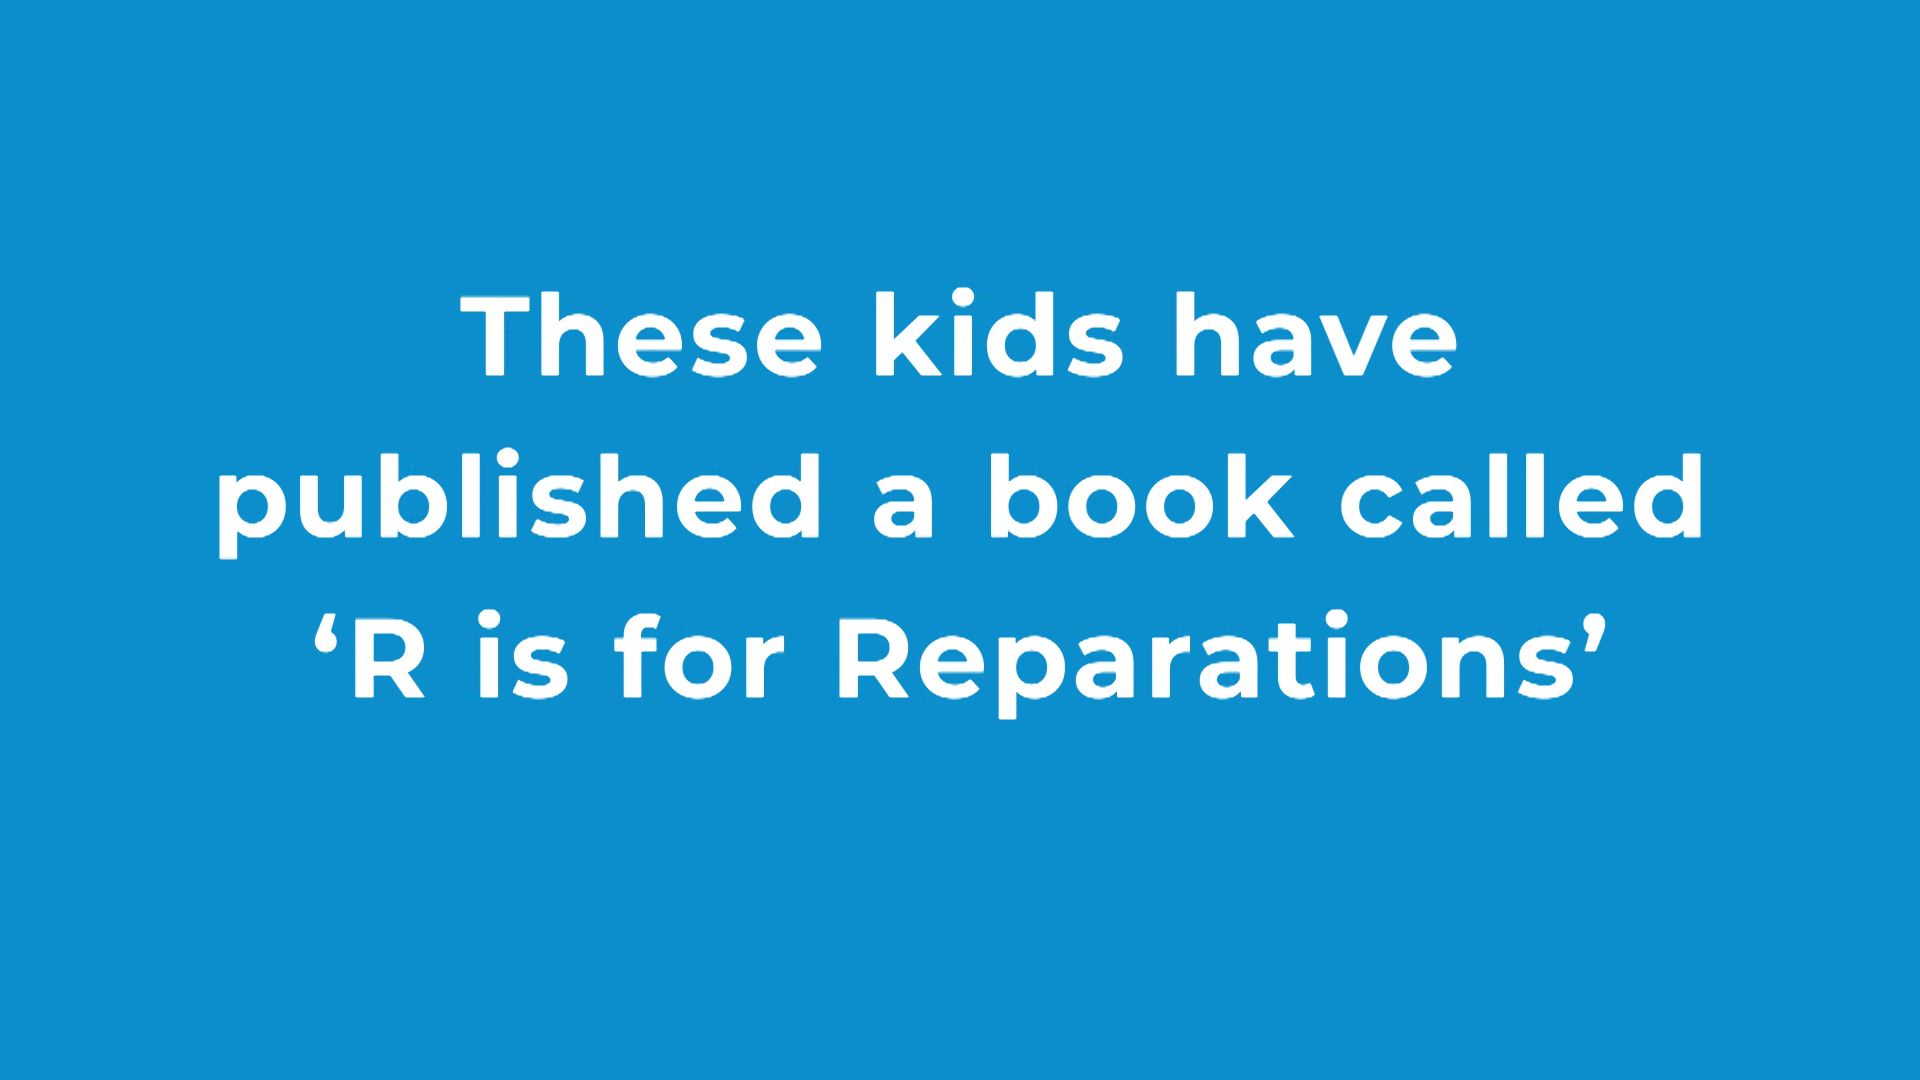 These kids have
published a book called
‘R is for Reparations’